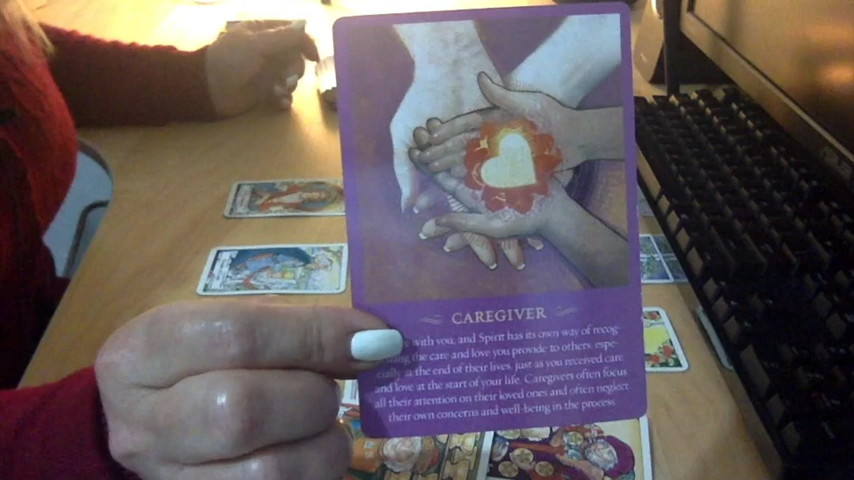 CAREGIVER
with you, and Spirit has its own way of recog-
the care and love you provide to others, espe-
cially at the end of their lives, just as you received care
and love at the start of your life. Caregivers often focus
all their attention on their loved ones and often neglect
their own concerns and well-being in the process